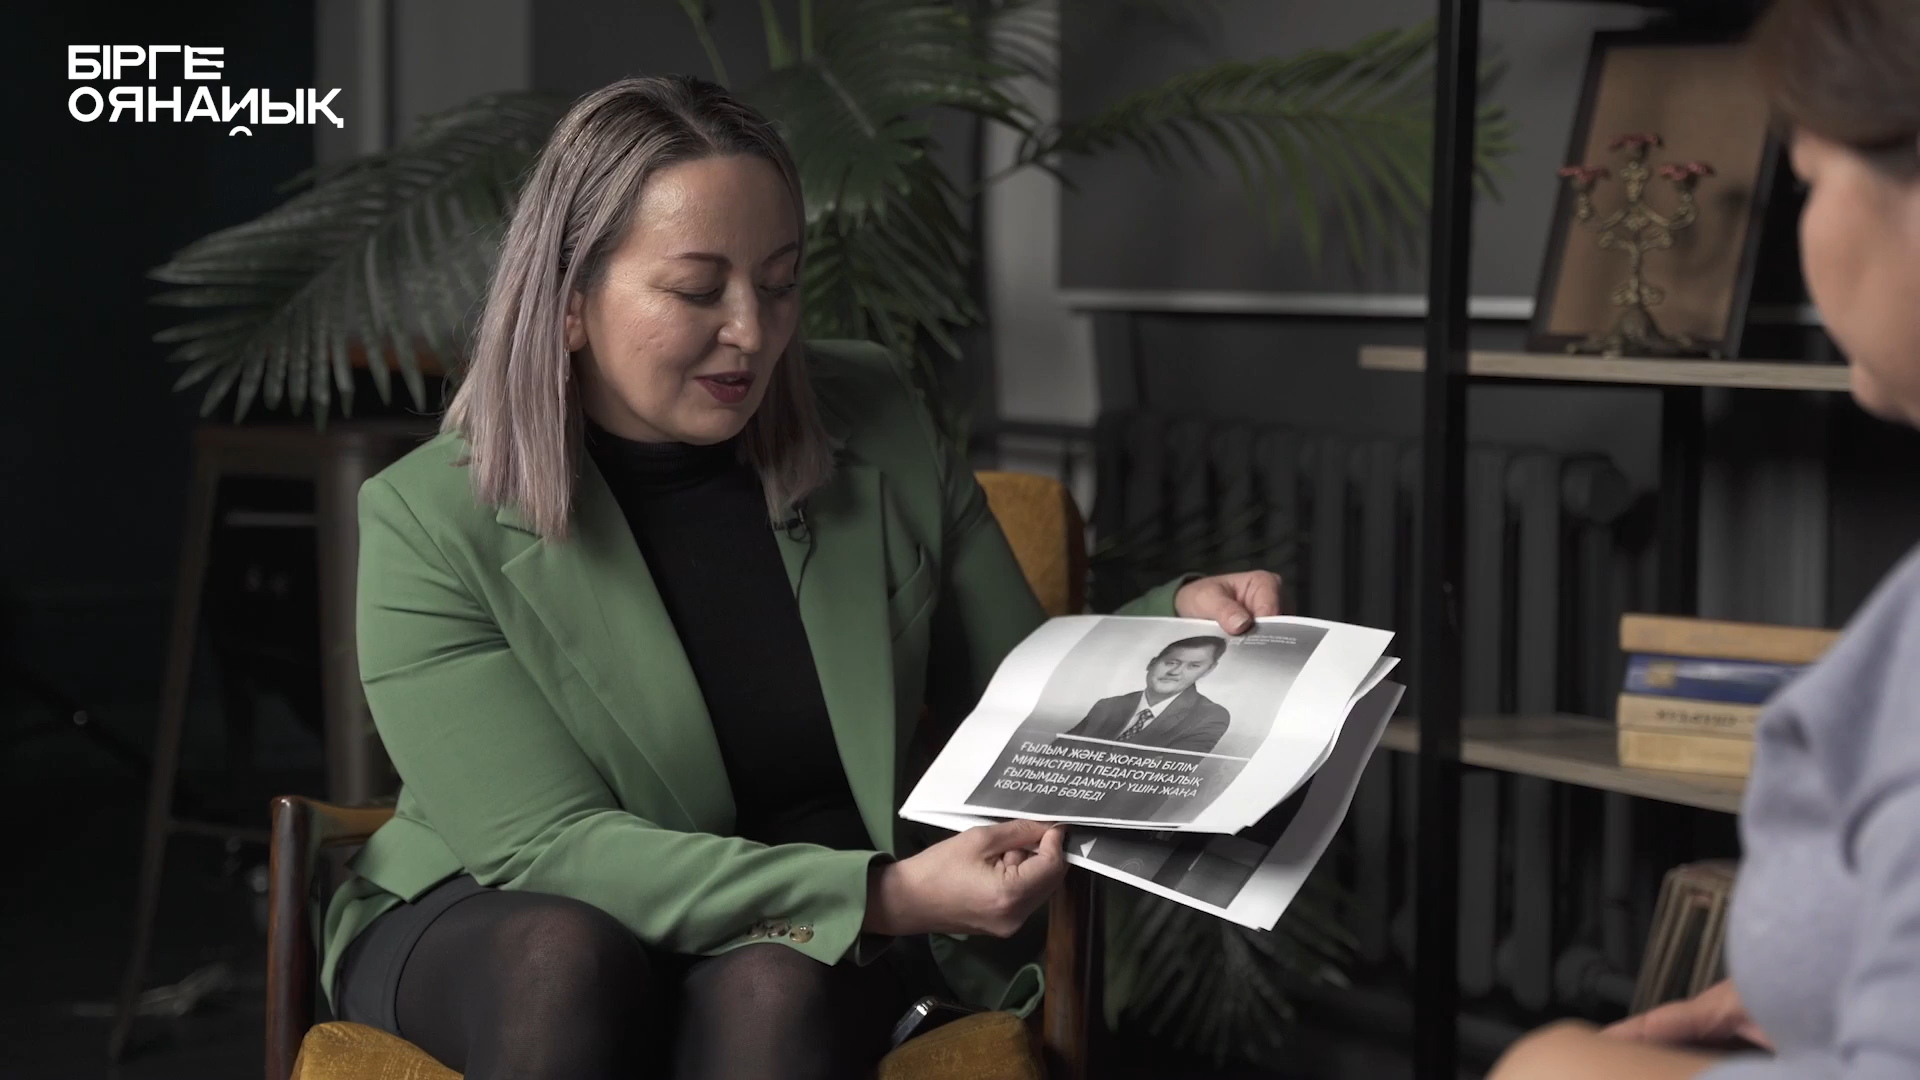 БІРГЕ
ОЯНАЙЫҚ
ҒЫЛЫМ ЖӘНЕ ЖОҒАРЫ БІЛІМ
МИНИСТРЛІГІ ПЕДАГОГИКАЛЫҚ
ҒЫЛЫМДЫ ДАМЫТУ ҮШІН ЖАҢА
КВОТАЛАР БӨЛЕДІ